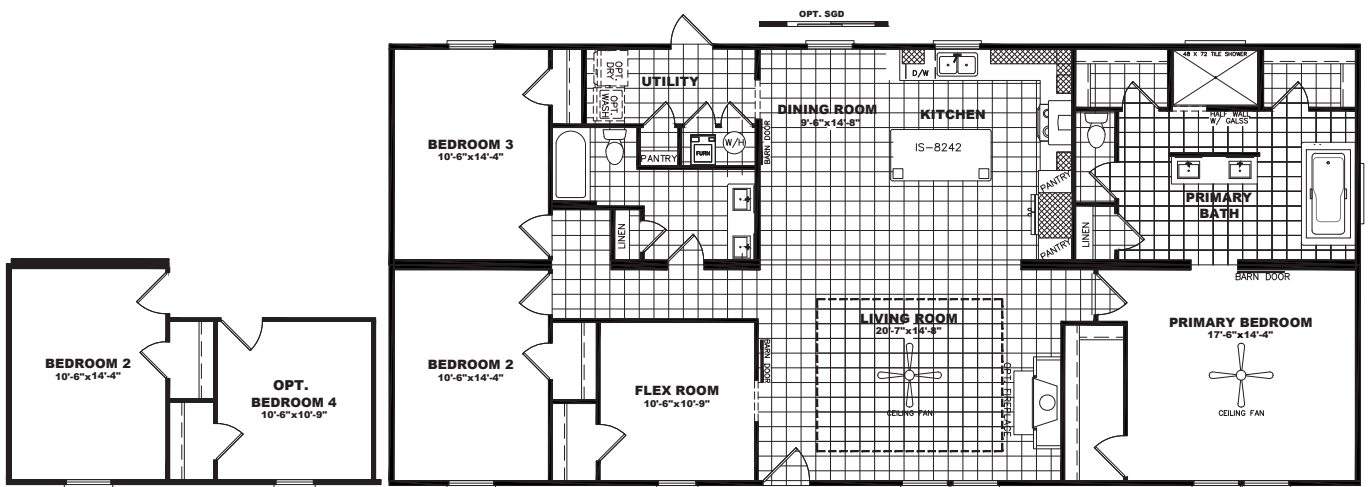 OPT. SGD
48 X 72 TILE SHOWER
OPT. DRY
OPT. WASH
UTILITY
D/W
DINING ROOM
9'-6"x14'-8"
KITCHEN
HALF WALL
W/ GALSS
BARN DOOR
BEDROOM 3
10'-6"x14'-4"
PANTRY
FURN
W/H
IS-8242
PANTRY
PRIMARY
BATH
LINEN
PANTRY
LINEN
BARN DOOR
BEDROOM 2
10'-6"x14'-4"
OPT.
BEDROOM 4
10'-6"x10'-9"
BEDROOM 2
10'-6"x14'-4"
FLEX ROOM
10'-6"x10'-9"
BARN DOOR
LIVING ROOM
20'-7"x14'-8"
CEILING FAN
OPT. FIREPLACE
PRIMARY BEDROOM
17'-6"x14'-4"
CEILING FAN